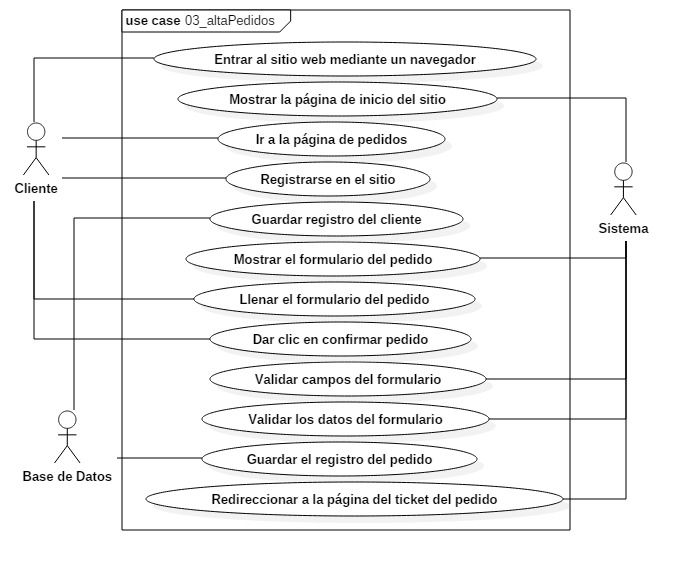 use case 03_altaPedidos
Entrar al sitio web mediante un navegador
Mostrar la página de inicio del sitio
Ir a la página de pedidos
Cliente
Registrarse en el sitio
Guardar registro del cliente
Sistema
Mostrar el formulario del pedido
Llenar el formulario del pedido
Dar clic en confirmar pedido
Validar campos del formulario
Validar los datos del formulario
Guardar el registro del pedido
Base de Datos
Redireccionar a la página del ticket del pedido